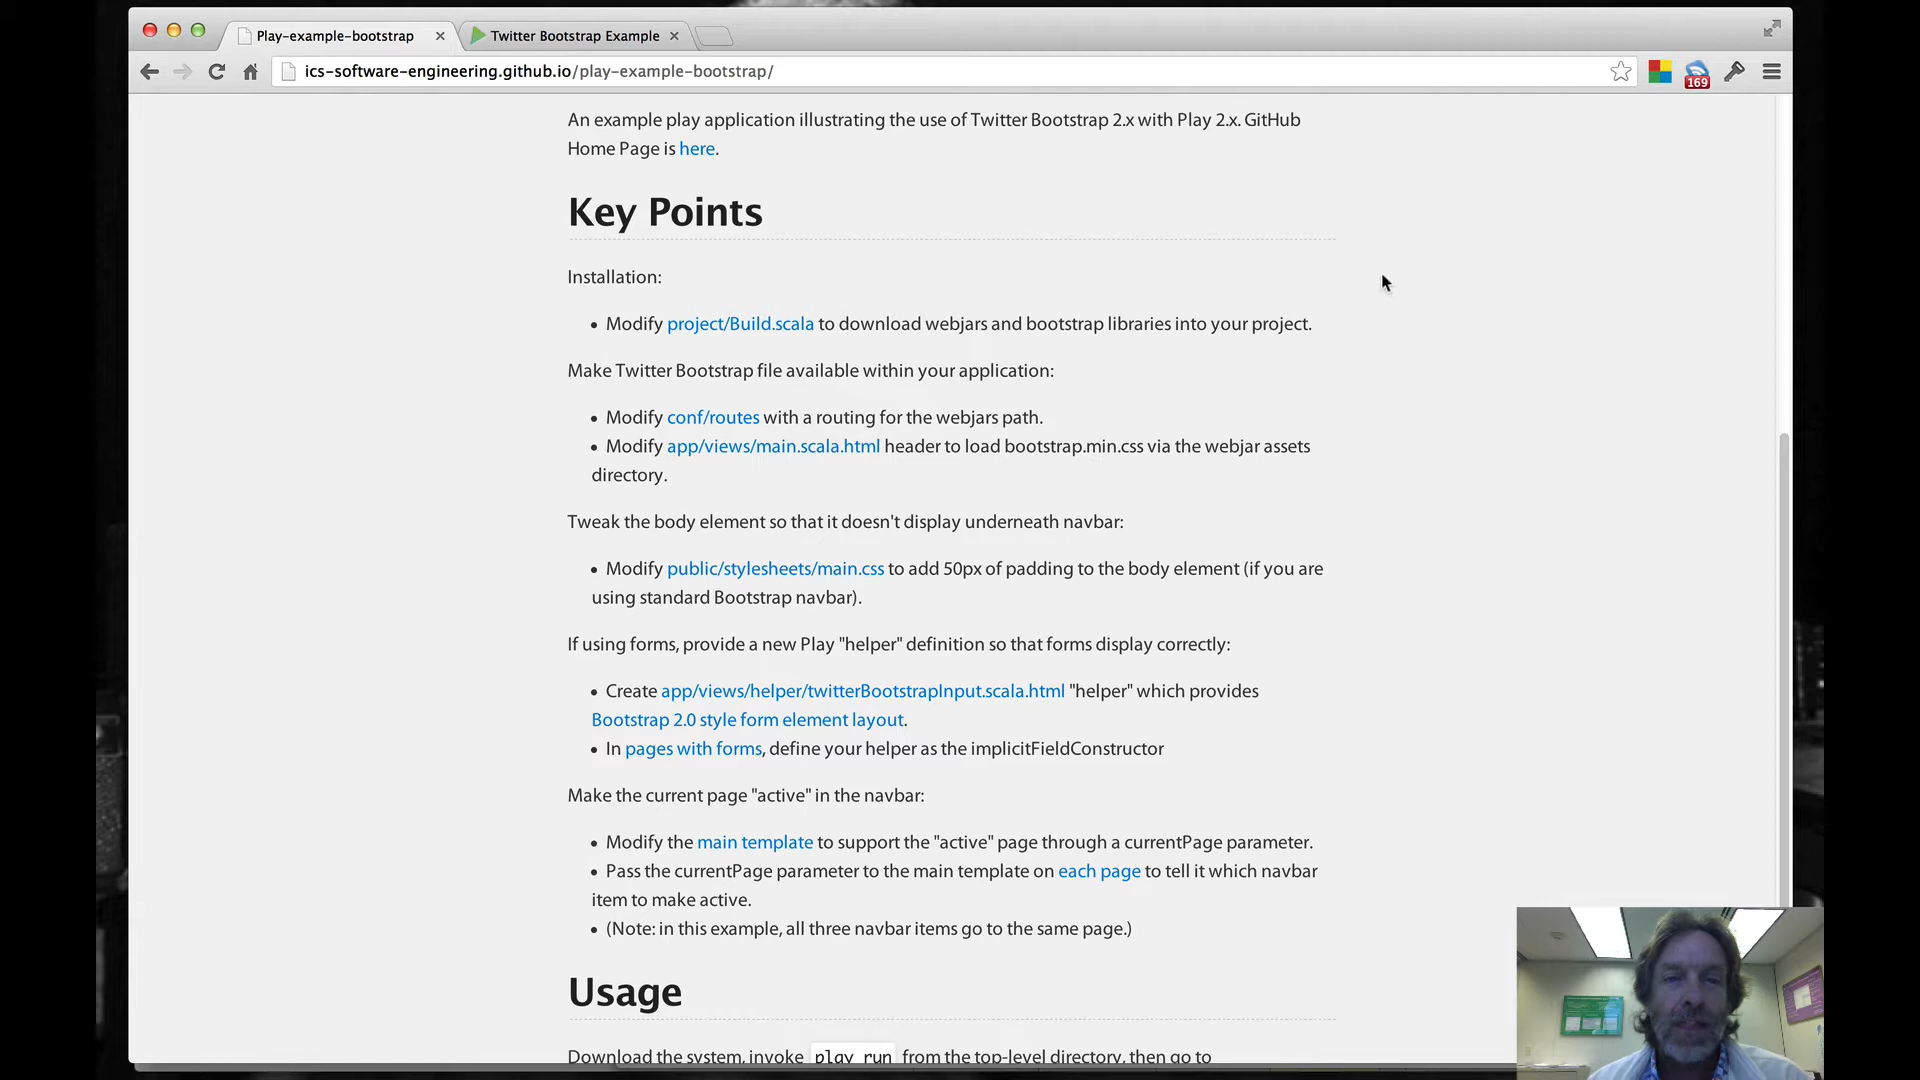 Play-example-bootstrap
Twitter Bootstrap Example
ics-software-engineering.github.io/play-example-bootstrap/
169
An example play application illustrating the use of Twitter Bootstrap 2.x with Play 2.x. GitHub
Home Page is here.
Key Points
Installation:
• Modify project/Build.scala to download webjars and bootstrap libraries into your project.
Make Twitter Bootstrap file available within your application:
• Modify conf/routes with a routing for the webjars path.
• Modify app/views/main.scala.html header to load bootstrap.min.css via the webjar assets
directory.
Tweak the body element so that it doesn't display underneath navbar:
• Modify public/stylesheets/main.css to add 50px of padding to the body element (if you are
using standard Bootstrap navbar).
If using forms, provide a new Play "helper" definition so that forms display correctly:
• Create app/views/helper/twitterBootstrapInput.scala.html "helper" which provides
Bootstrap 2.0 style form element layout.
• In pages with forms, define your helper as the implicitFieldConstructor
Make the current page "active" in the navbar:
• Modify the main template to support the "active" page through a currentPage parameter.
• Pass the currentPage parameter to the main template on each page to tell it which navbar
item to make active.
• (Note: in this example, all three navbar items go to the same page.)
Usage
Download the system, invoke play run from the top-level directory, then go to